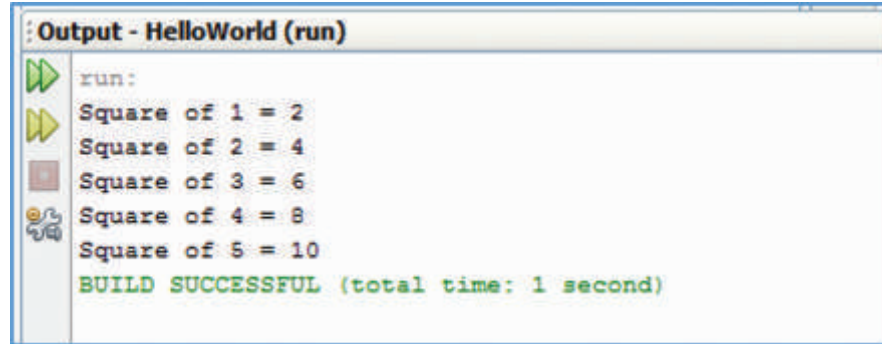 Output - HelloWorld (run)
run:
Square of 1 = 2
Square of 2 = 4
Square of 3 = 6
Square of 4 = 8
Square of 5 = 10
BUILD SUCCESSFUL (total time: 1 second)